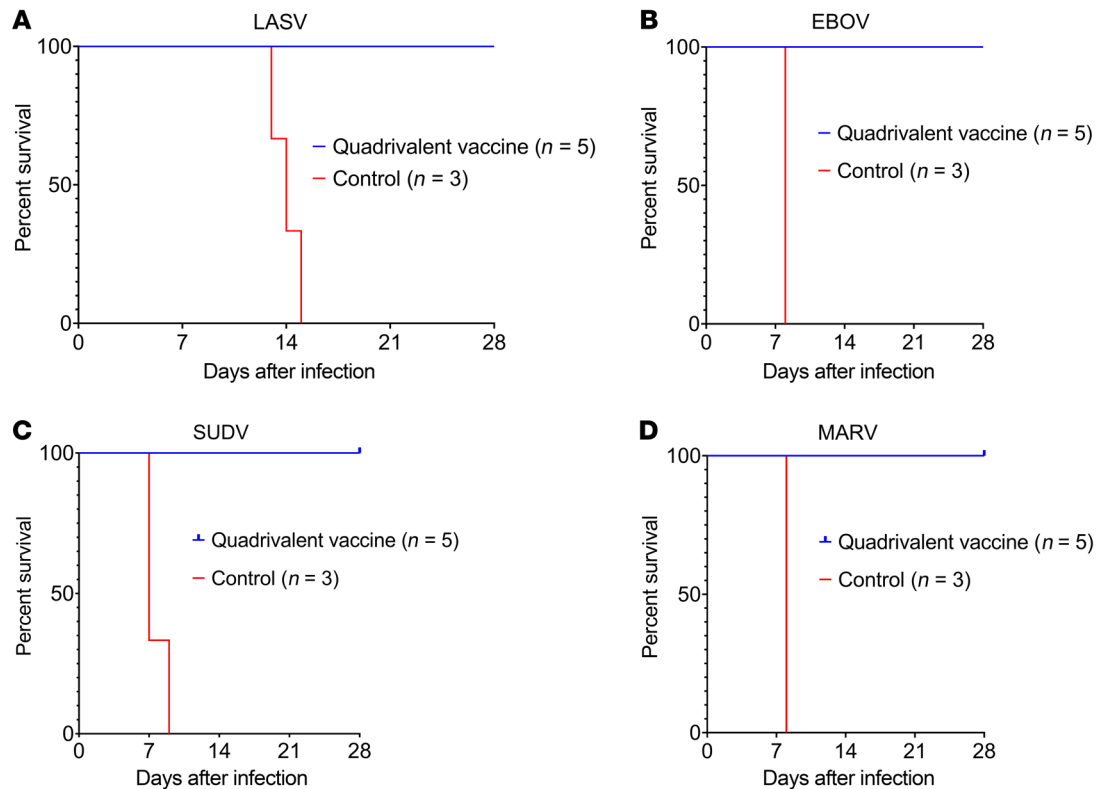 A
LASV
Percent survival
100
50
0
0 7 14 21 28
Days after infection
Quadrivalent vaccine (n = 5)
Control (n = 3)
B
EBOV
Percent survival
100
50
0
0 7 14 21 28
Days after infection
Quadrivalent vaccine (n = 5)
Control (n = 3)
C
SUDV
Percent survival
100
50
0
0 7 14 21 28
Days after infection
Quadrivalent vaccine (n = 5)
Control (n = 3)
D
MARV
Percent survival
100
50
0
0 7 14 21 28
Days after infection
Quadrivalent vaccine (n = 5)
Control (n = 3)